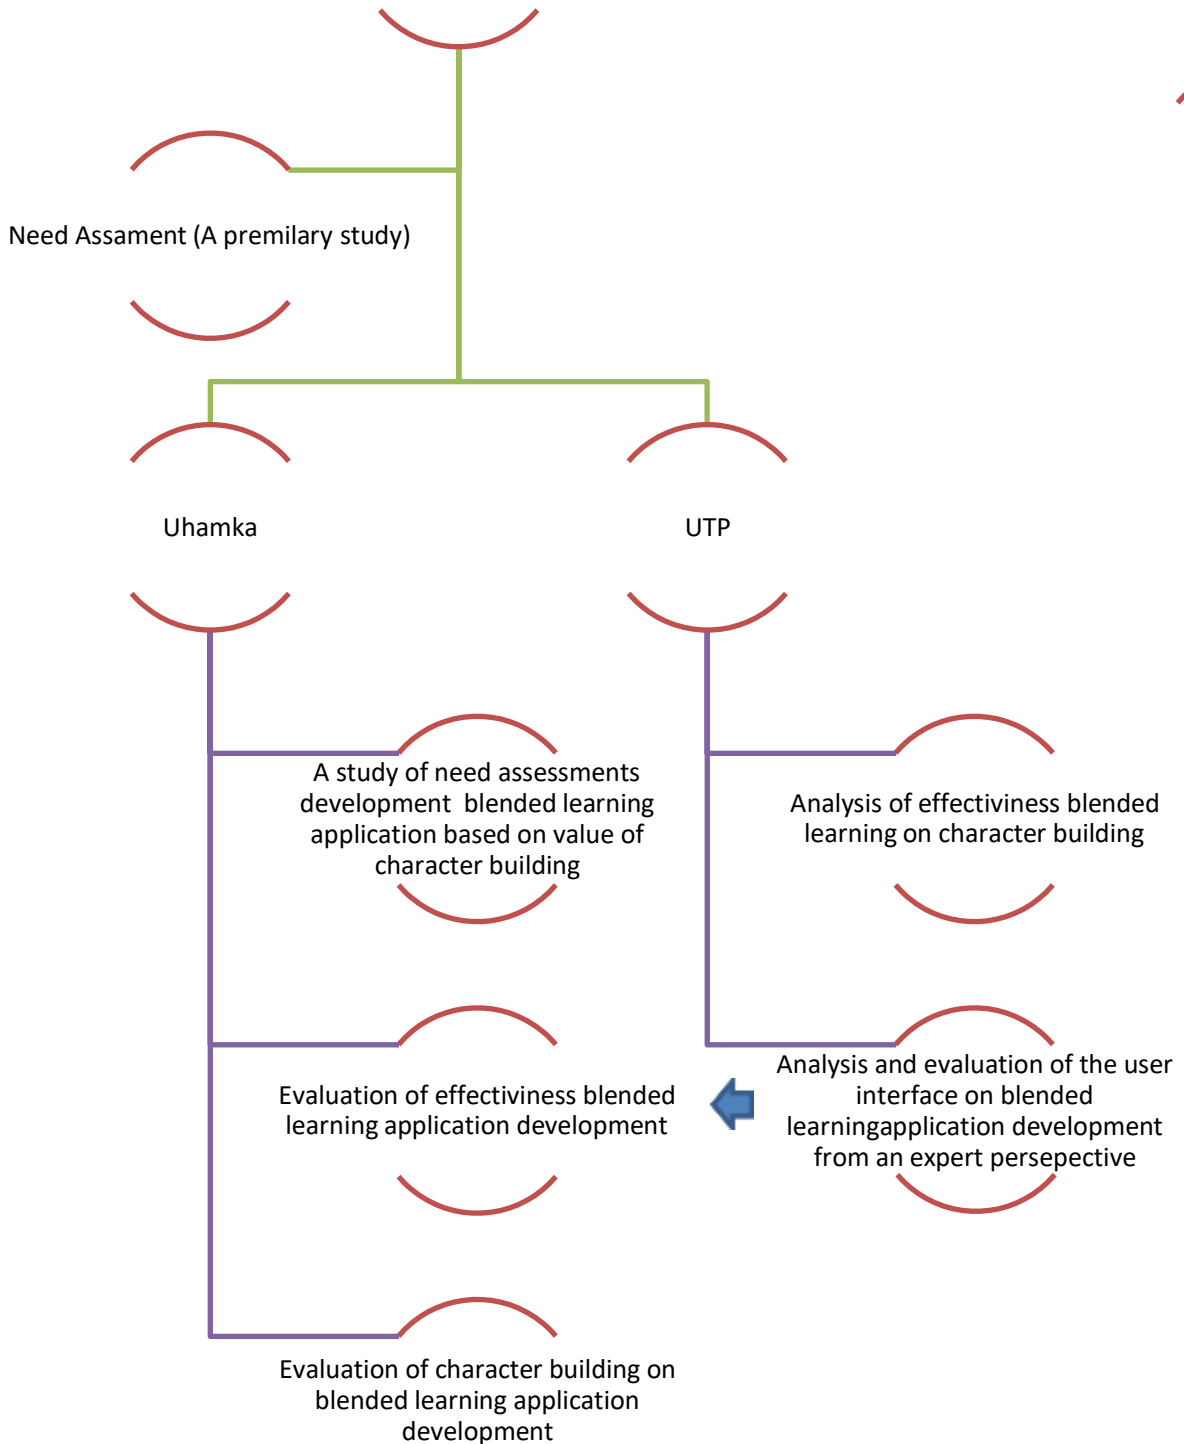 Need Assament (A premilary study)
Uhamka
UTP
A study of need assessments
development  blended learning
application based on value of
character building
Analysis of effectiviness blended
learning on character building
Evaluation of effectiviness blended
learning application development
Analysis and evaluation of the user
interface on blended
learningapplication development
from an expert persepective
Evaluation of character building on
blended learning application
development